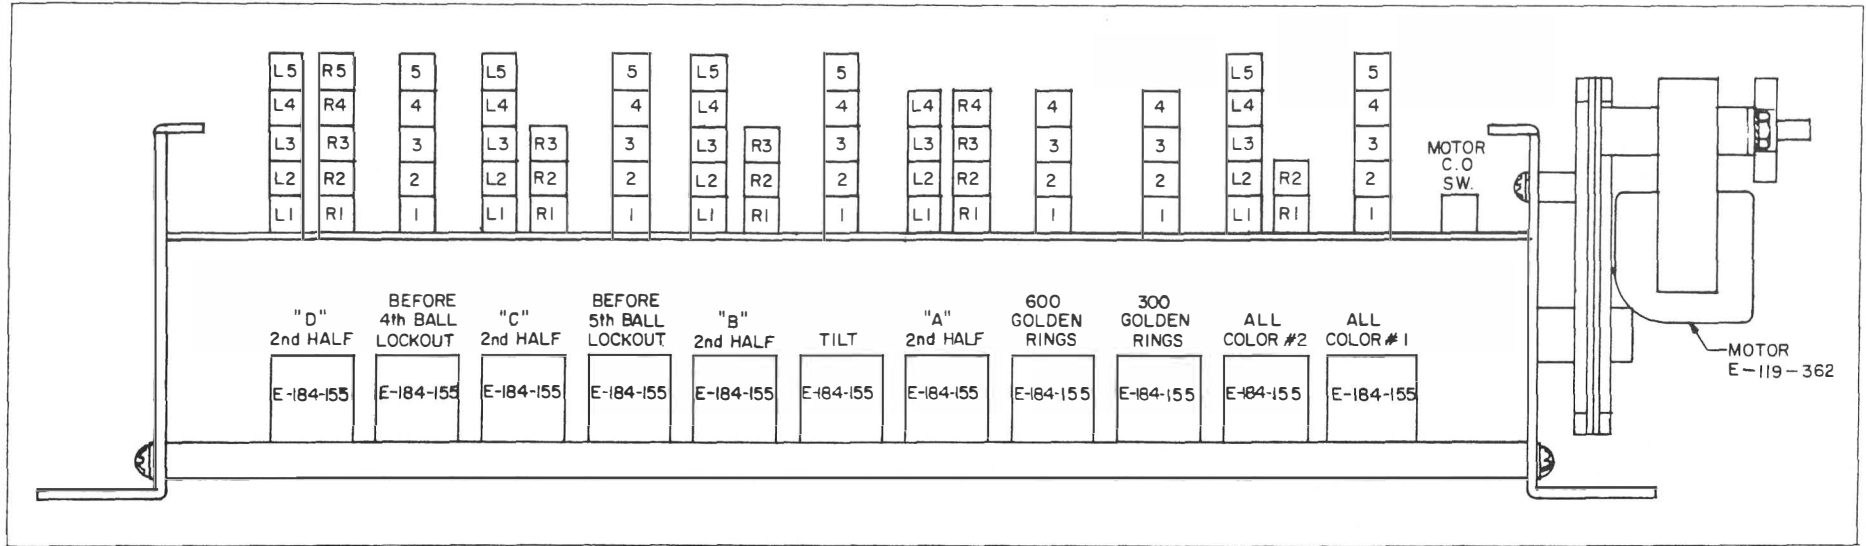 L5 R5 5 L5 5 L5 5 L5 5
L4 R4 4 L4 4 L4 4 L4 R4 4 4 L4 4
L3 R3 3 L3 R3 3 L3 R3 3 L3 R3 3 3 L3 3
L2 R2 2 L2 R2 2 L2 R2 2 L2 R2 2 2 L2 R2 2
L1 R1 1 L1 R1 1 L1 R1 1 L1 R1 1 1 L1 R1 1
MOTOR
C.O
SW.
"D"
2nd HALF
BEFORE
4th BALL
LOCKOUT
"C"
2nd HALF
BEFORE
5th BALL
LOCKOUT
"B"
2nd HALF
TILT
"A"
2nd HALF
600
GOLDEN
RINGS
300
GOLDEN
RINGS
ALL
COLOR #2
ALL
COLOR #1
E-184-155 E-184-155 E-184-155 E-184-155 E-184-155 E-184-155 E-184-155 E-184-155 E-184-155 E-184-155 E-184-155
MOTOR
E-119-362